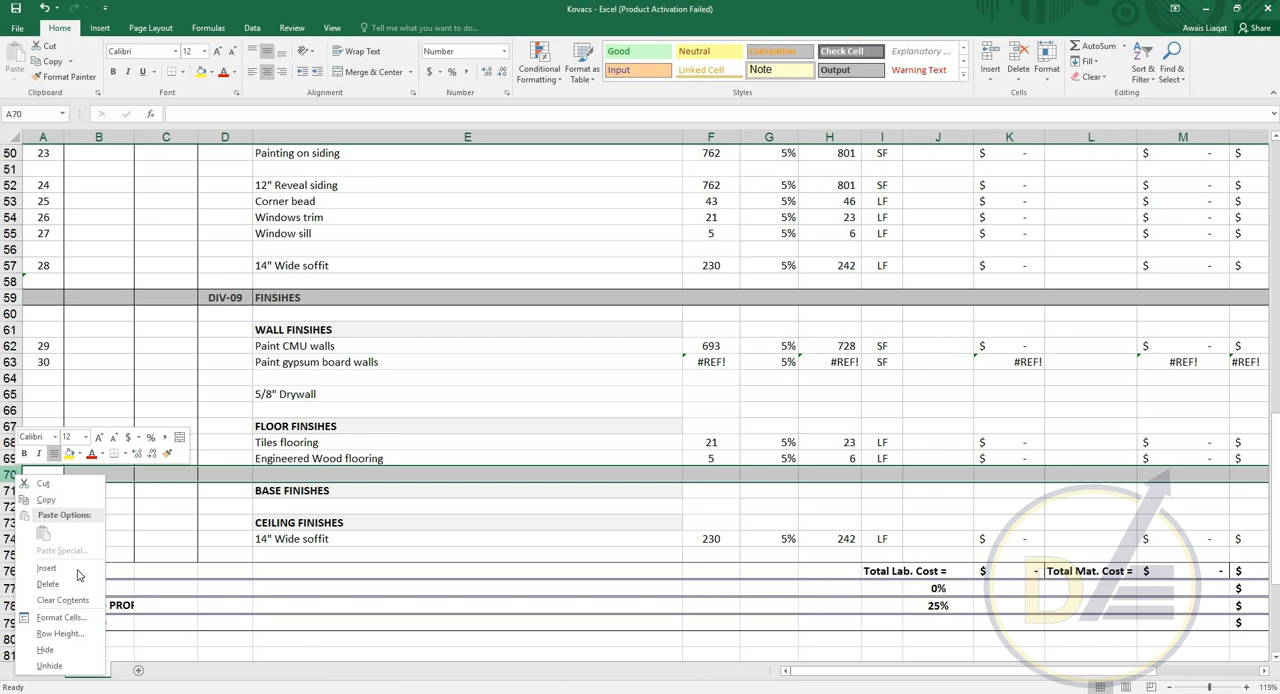 Kovacs - Excel (Product Activation Failed)
File Home Insert Page Layout Formulas Data Review View Tell me what you want to do...
Awais Liaqat Share
Paste Cut Copy Format Painter Clipboard
Calibri 12 B I U Font
Wrap Text Merge & Center Alignment
Number $ % , Number
Conditional Formatting Format as Table
Good Neutral Calculation Check Cell Explanatory ...
Input Linked Cell Note Output Warning Text
Styles
Insert Delete Format Cells
AutoSum Fill Clear Sort & Filter Find & Select Editing
A70 fx
A B C D E F G H I J K L M
50 23 Painting on siding 762 5% 801 SF $ - $ - $
51
52 24 12" Reveal siding 762 5% 801 SF $ - $ - $
53 25 Corner bead 43 5% 46 LF $ - $ - $
54 26 Windows trim 21 5% 23 LF $ - $ - $
55 27 Window sill 5 5% 6 LF $ - $ - $
56
57 28 14" Wide soffit 230 5% 242 LF $ - $ - $
58
59 DIV-09 FINSIHES
60
61 WALL FINSIHES
62 29 Paint CMU walls 693 5% 728 SF $ - $ - $
63 30 Paint gypsum board walls #REF! 5% #REF! SF #REF! #REF! #REF!
64
65 5/8" Drywall
66
67 FLOOR FINSIHES
68 Tiles flooring 21 5% 23 LF $ - $ - $
69 Engineered Wood flooring 5 5% 6 LF $ - $ - $
70
71 BASE FINISHES
72
73 CEILING FINISHES
74 14" Wide soffit 230 5% 242 LF $ - $ - $
75
76 Total Lab. Cost = $ - Total Mat. Cost = $ - $
77 0% $
78 PROF 25% $
79 $
80
81
Calibri 12 A A $ % ,
B I A
Cut
Copy
Paste Options:
Paste Special...
Insert
Delete
Clear Contents
Format Cells...
Row Height...
Hide
Unhide
Ready
115%